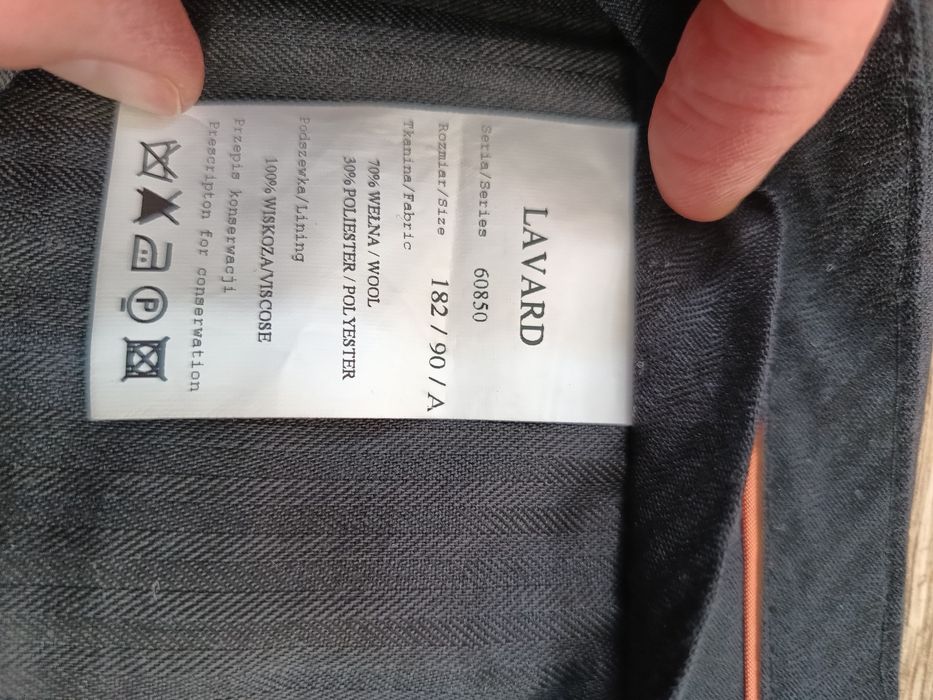 LAVARD
Seria/Series 60850
Rozmiar/Size 182 / 90 / A
Tkanina/Fabric
70% WEŁNA / WOOL
30% POLIESTER / POLYESTER
Podszewka/Lining
100% WISKOZA/VISCOSE
Przepis konserwacji
Prescripton for conserwation
P